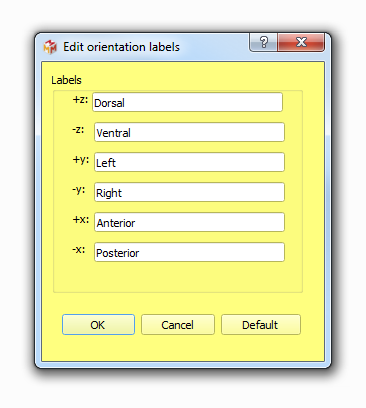 Edit orientation labels
?
Labels
+z: Dorsal
-z: Ventral
+y: Left
-y: Right
+x: Anterior
-x: Posterior
OK Cancel Default